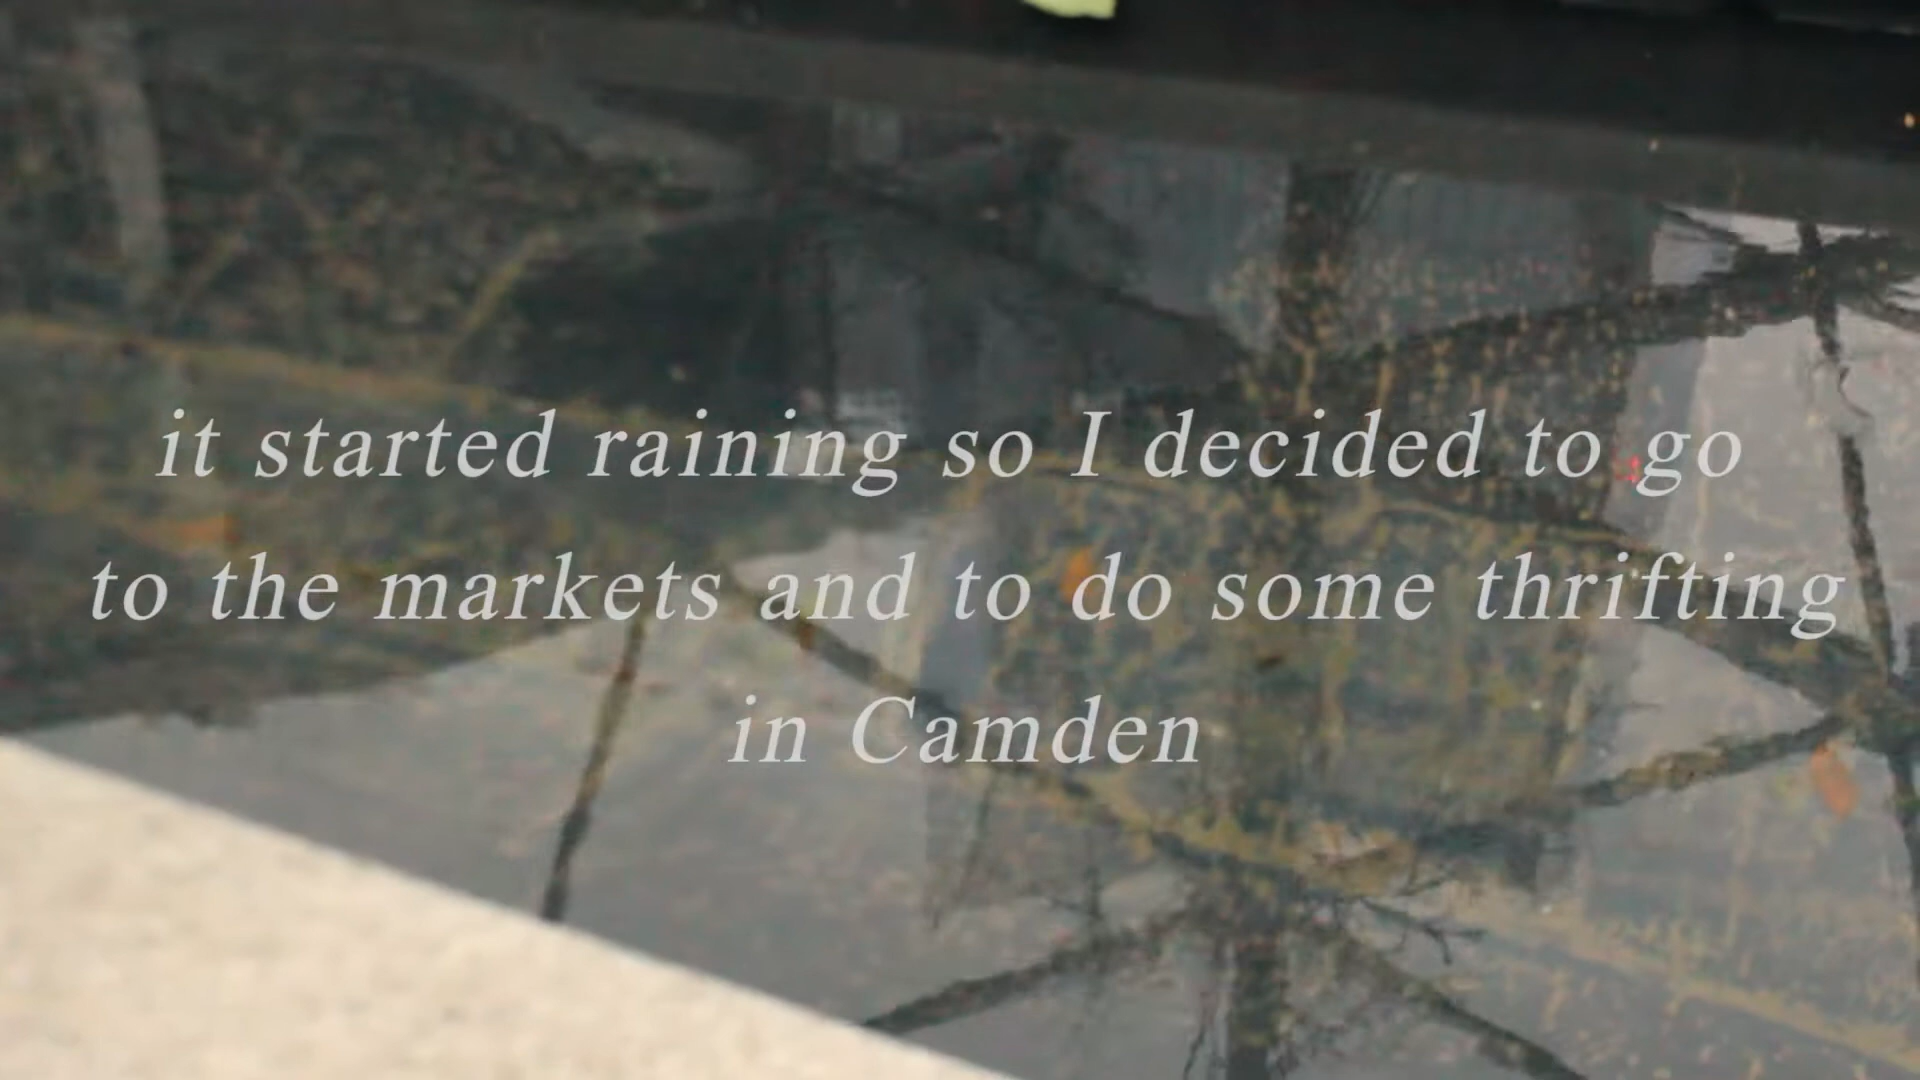 it started raining so I decided to go
to the markets and to do some thrifting
in Camden